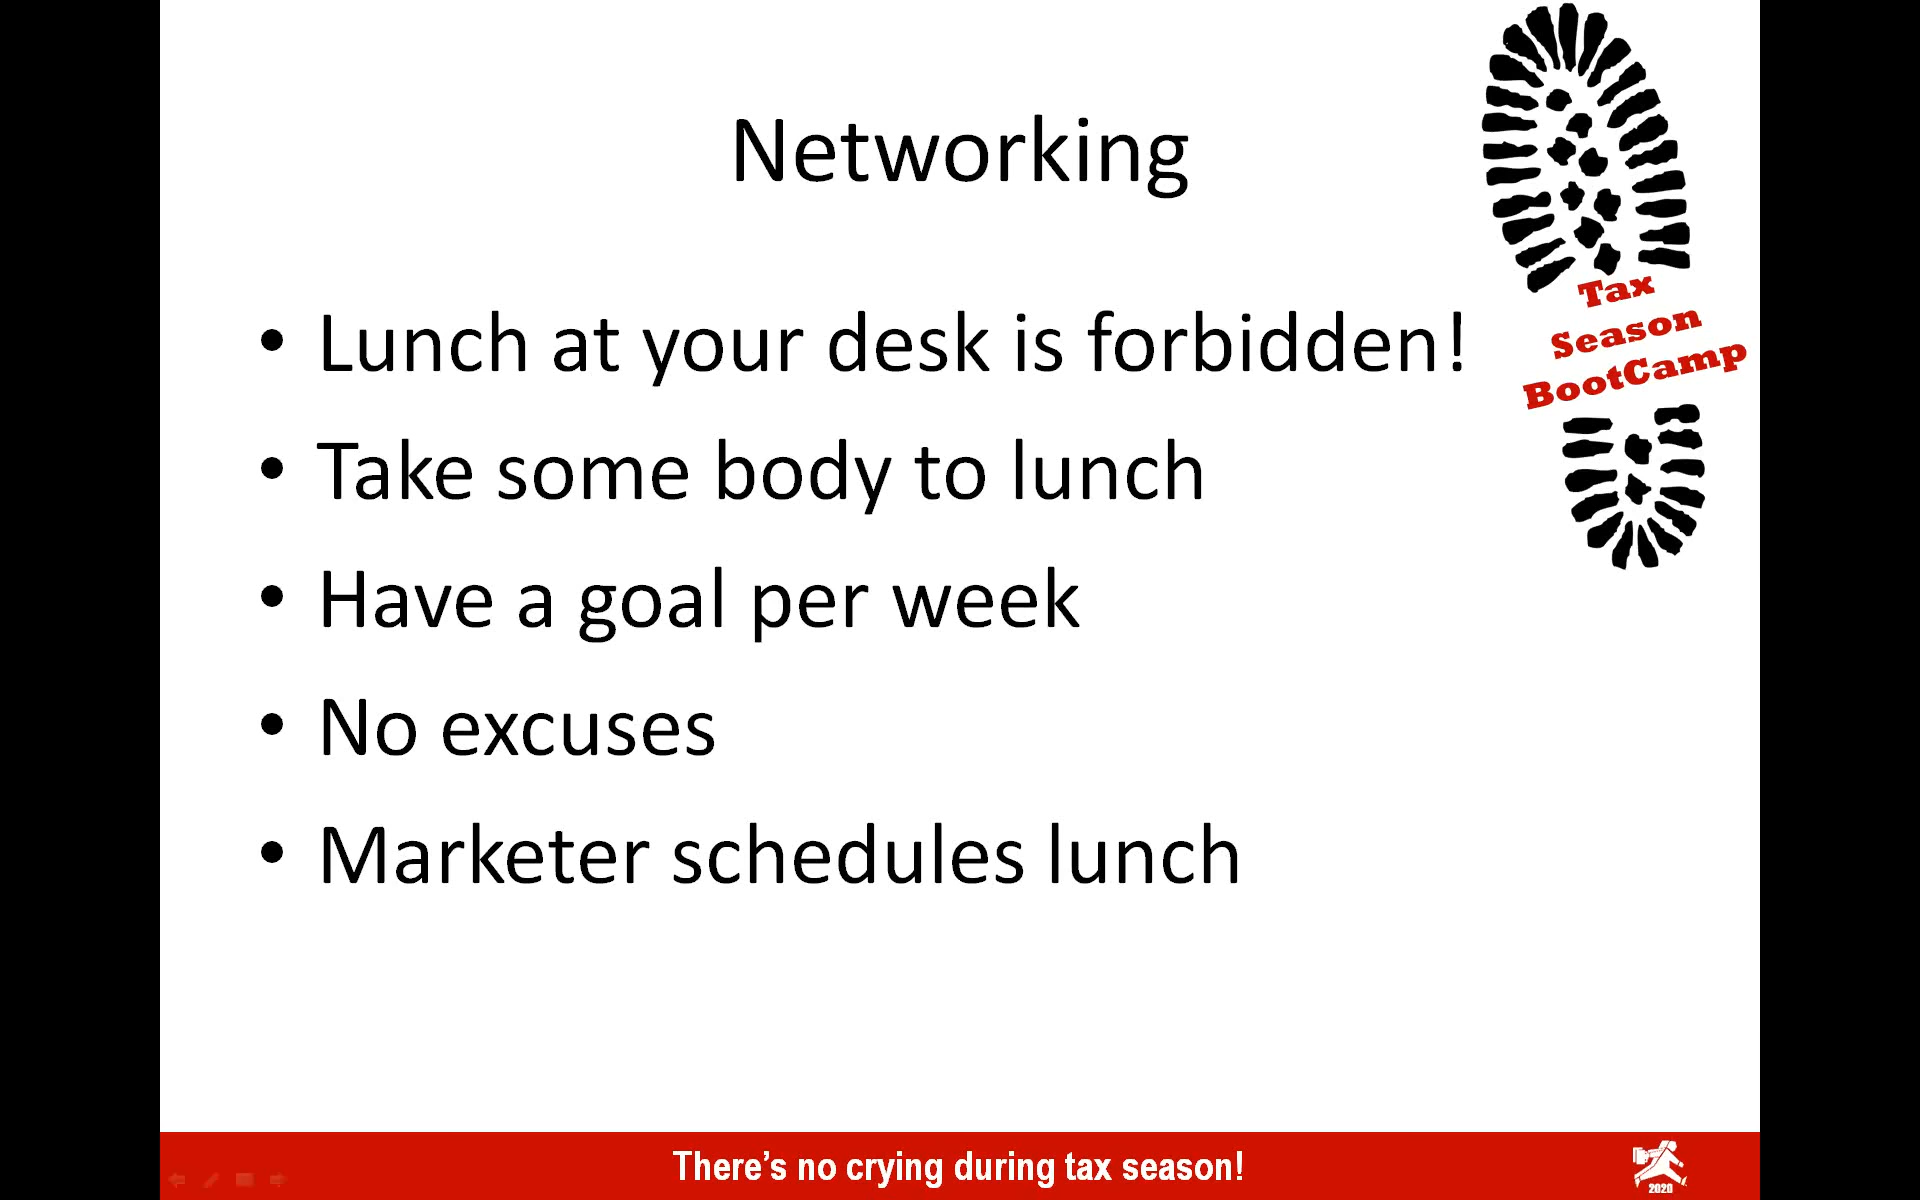 Networking
• Lunch at your desk is forbidden!
• Take some body to lunch
• Have a goal per week
• No excuses
• Marketer schedules lunch
Tax
Season
BootCamp
There’s no crying during tax season!
2020